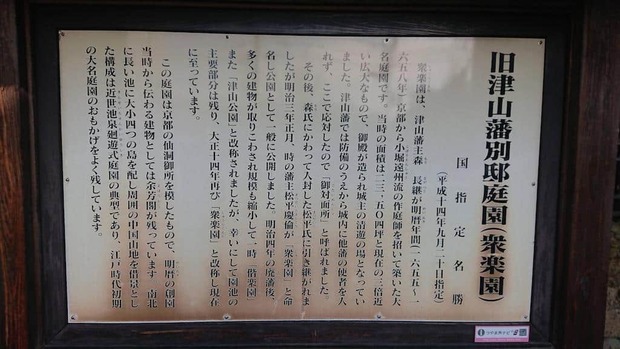 旧津山藩別邸庭園(衆楽園)
国指定名勝
(平成十四年九月二十日指定)
衆楽園は、津山藩主森 長継が明暦年間(一六五五〜
六五八年)京都から小堀遠州流の作庭師を招いて築いた大
名庭園です。当時の面積は二三、五〇四坪と現在の三倍近
い広大なもので、御殿が造られ城主の清遊の場となってい
ました。津山藩では防備のうえから城内に他藩の使者を入
れず、ここで応対したので「御対面所」と呼ばれました。
その後、森氏にかわって入封した松平氏に引き継がれま
したが明治三年正月、時の藩主松平慶倫が「衆楽園」と命
名し公園として一般に公開しました。明治四年の廃藩後、
多くの建物が取りこわされ規模も縮小して一時「偕楽園」
また「津山公園」と改称されましたが、幸いにして園池の
主要部分は残り、大正十四年再び「衆楽園」と改称し現在
に至っています。
この庭園は京都の仙洞御所を模したもので、明暦の創園
当時から伝わる建物としては余芳閣が残っています。南北
に長い池に大小四つの島を配し周囲の中国山地を借景とし
た構成は近世池泉廻遊式庭園の典型であり、江戸時代初期
の大名庭園のおもかげをよく残しています。